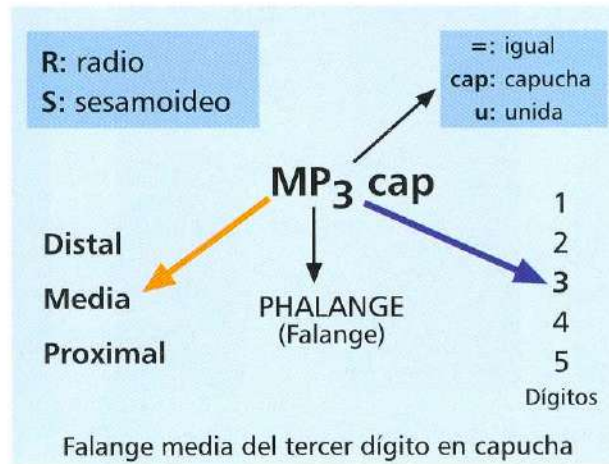 R: radio
S: sesamoideo
=: igual
cap: capucha
u: unida
MP3 cap
Distal
Media
Proximal
PHALANGE
(Falange)
1
2
3
4
5
Dígitos
Falange media del tercer dígito en capucha